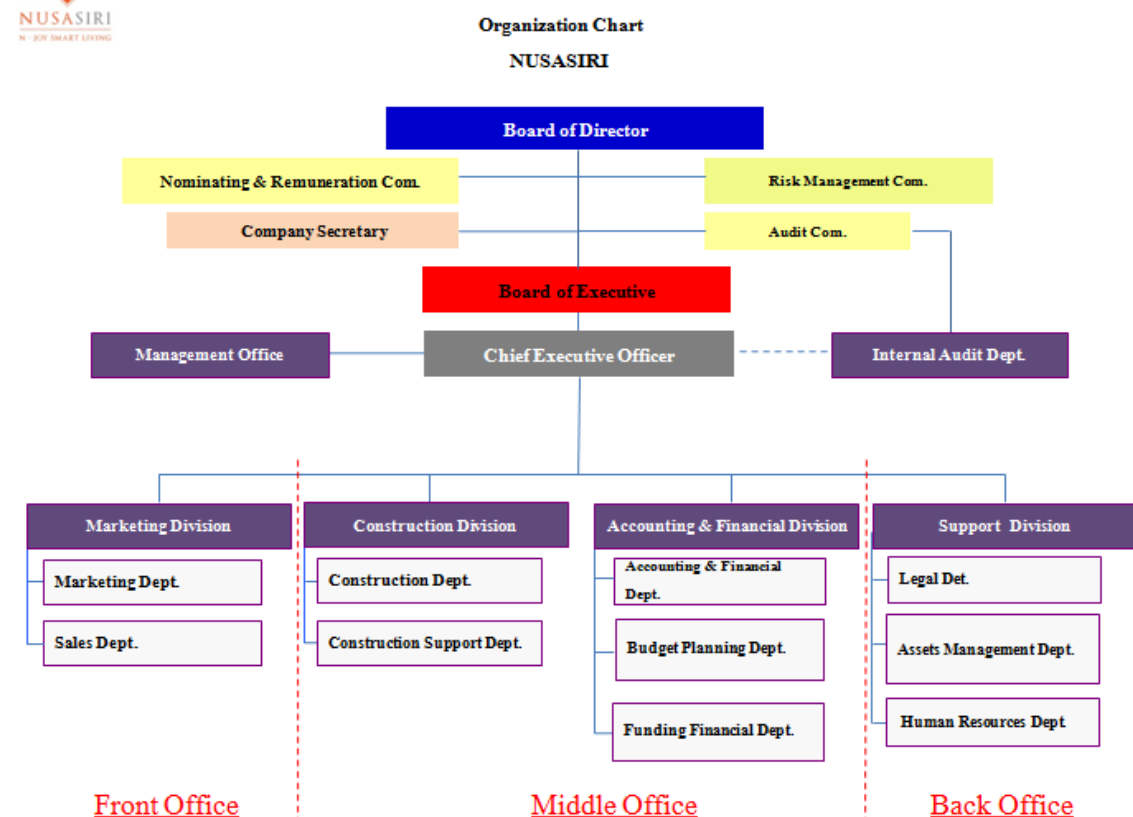 NUSASIRI
N - JOY SMART LIVING
Organization Chart
NUSASIRI
Board of Director
Nominating & Remuneration Com.
Risk Management Com.
Company Secretary
Audit Com.
Board of Executive
Management Office
Chief Executive Officer
Internal Audit Dept.
Marketing Division
Construction Division
Accounting & Financial Division
Support Division
Marketing Dept.
Construction Dept.
Accounting & Financial
Dept.
Legal Det.
Sales Dept.
Construction Support Dept.
Budget Planning Dept.
Assets Management Dept.
Funding Financial Dept.
Human Resources Dept
Front Office
Middle Office
Back Office